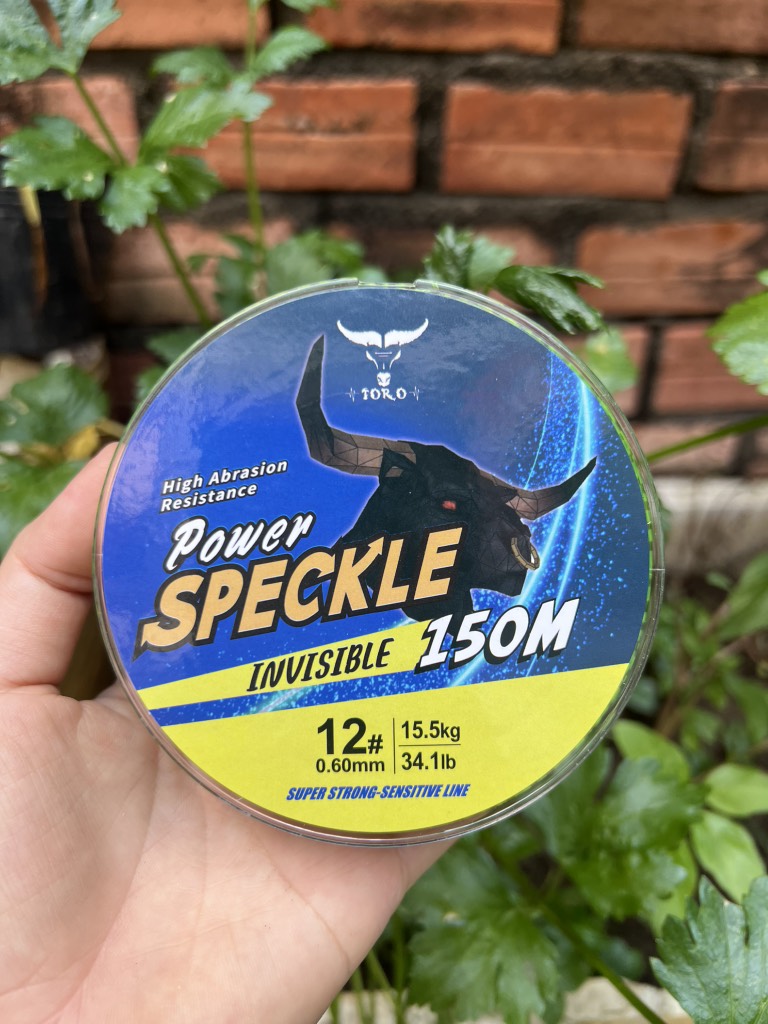 TORO
High Abrasion
Resistance
Power
SPECKLE
INVISIBLE 150M
12# 15.5kg
0.60mm 34.1lb
SUPER STRONG-SENSITIVE LINE